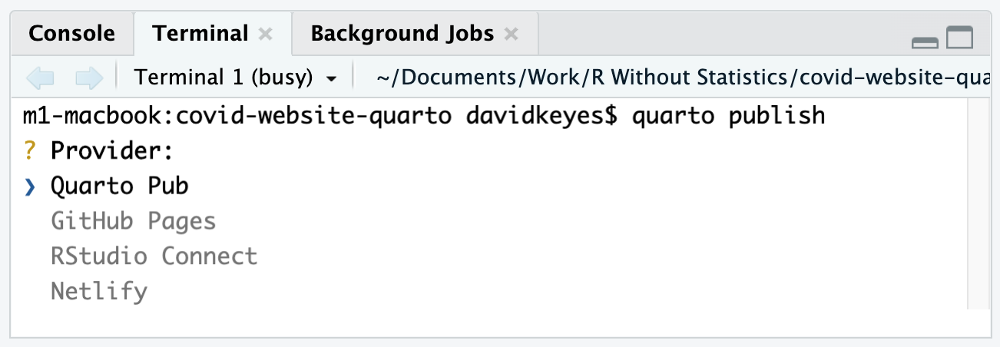 Console Terminal Background Jobs
Terminal 1 (busy) ~/Documents/Work/R Without Statistics/covid-website-qua
m1-macbook:covid-website-quarto davidkeyes$ quarto publish
? Provider:
❯ Quarto Pub
GitHub Pages
RStudio Connect
Netlify